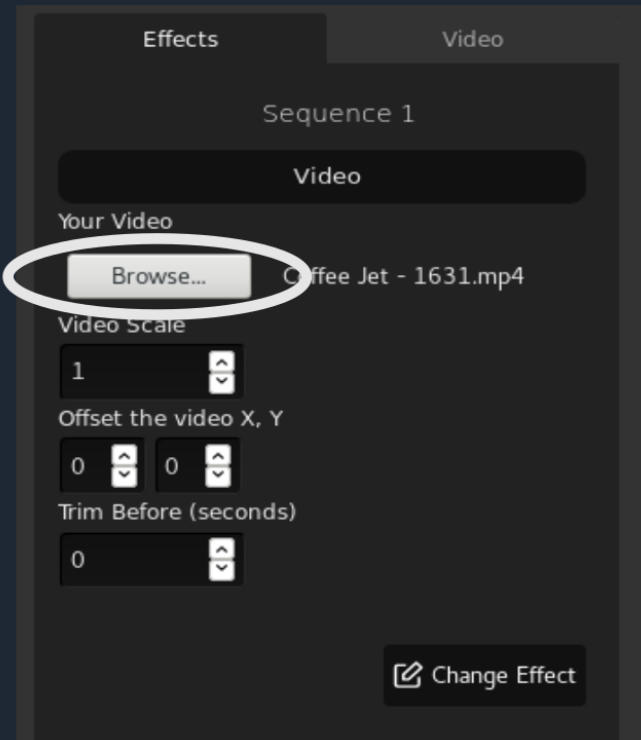 Effects Video
Sequence 1
Video
Your Video
Browse... Coffee Jet - 1631.mp4
Video Scale
1
Offset the video X, Y
0 0
Trim Before (seconds)
0
Change Effect